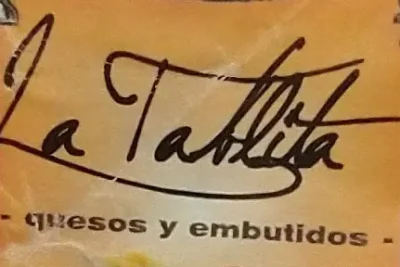 La Tablita
- quesos y embutidos -